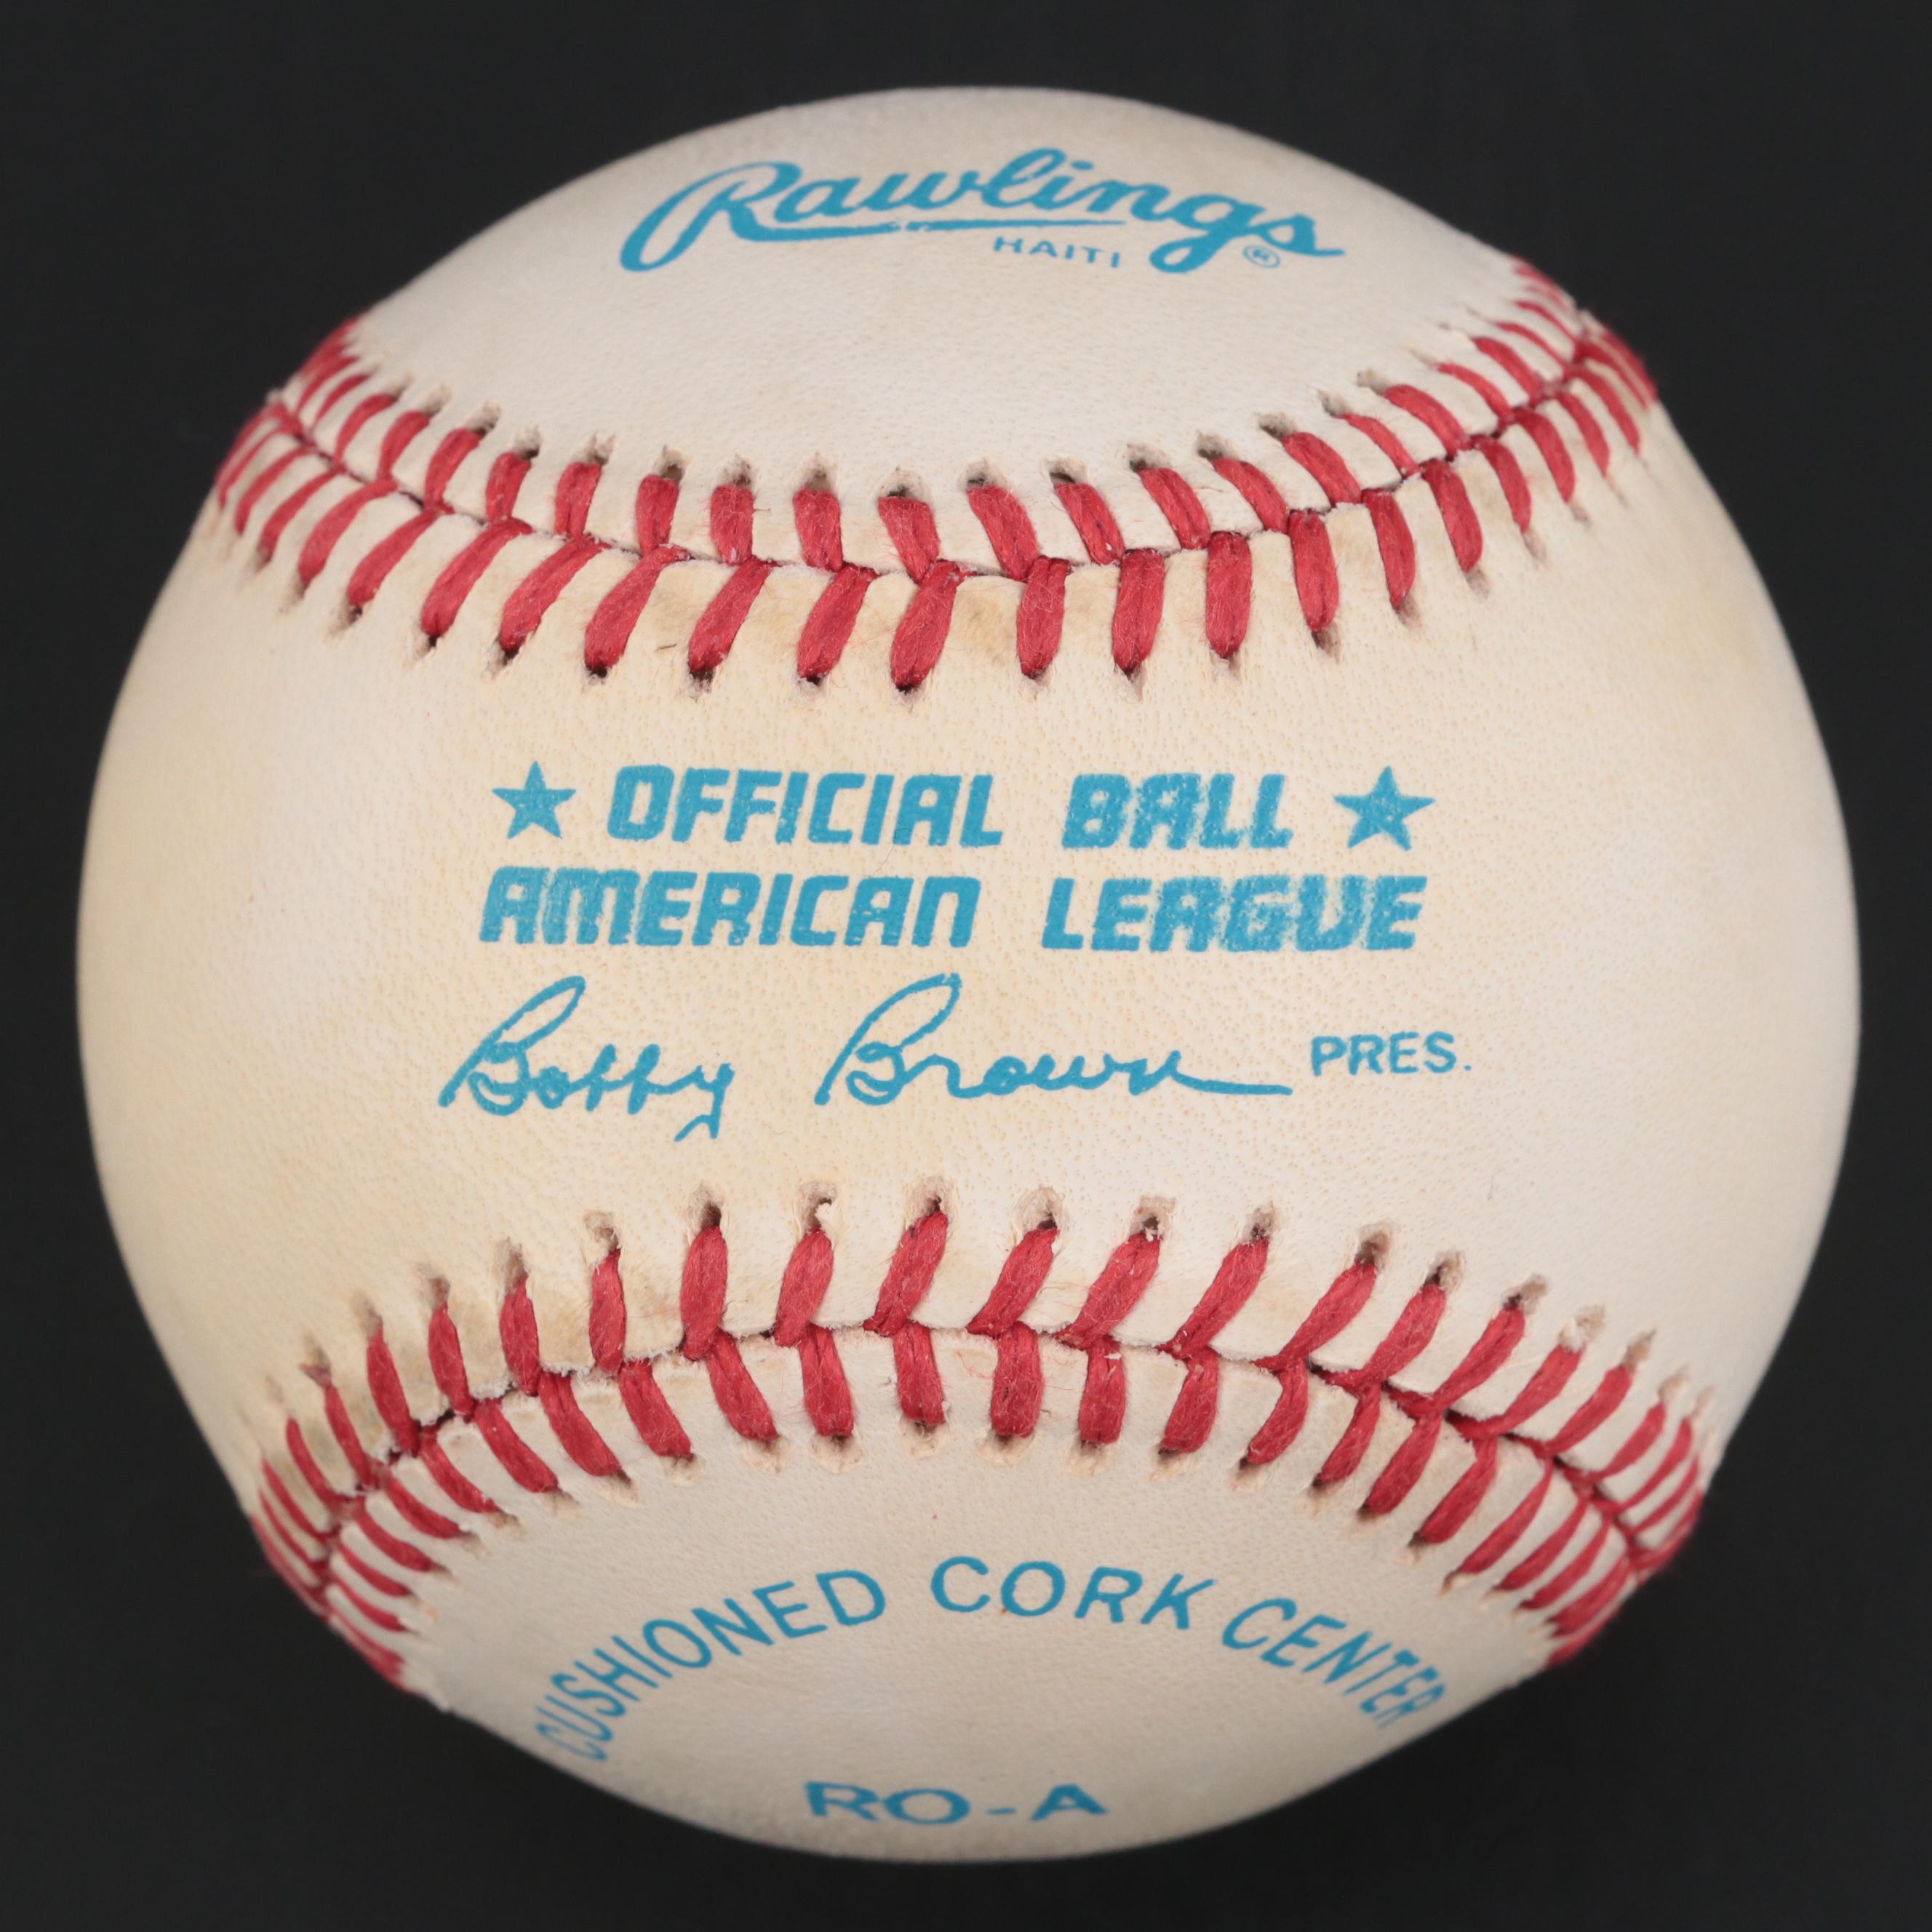 Rawlings
HAITI ®
★ OFFICIAL BALL ★
AMERICAN LEAGUE
Bobby Brown PRES.
CUSHIONED CORK CENTER
RO-A